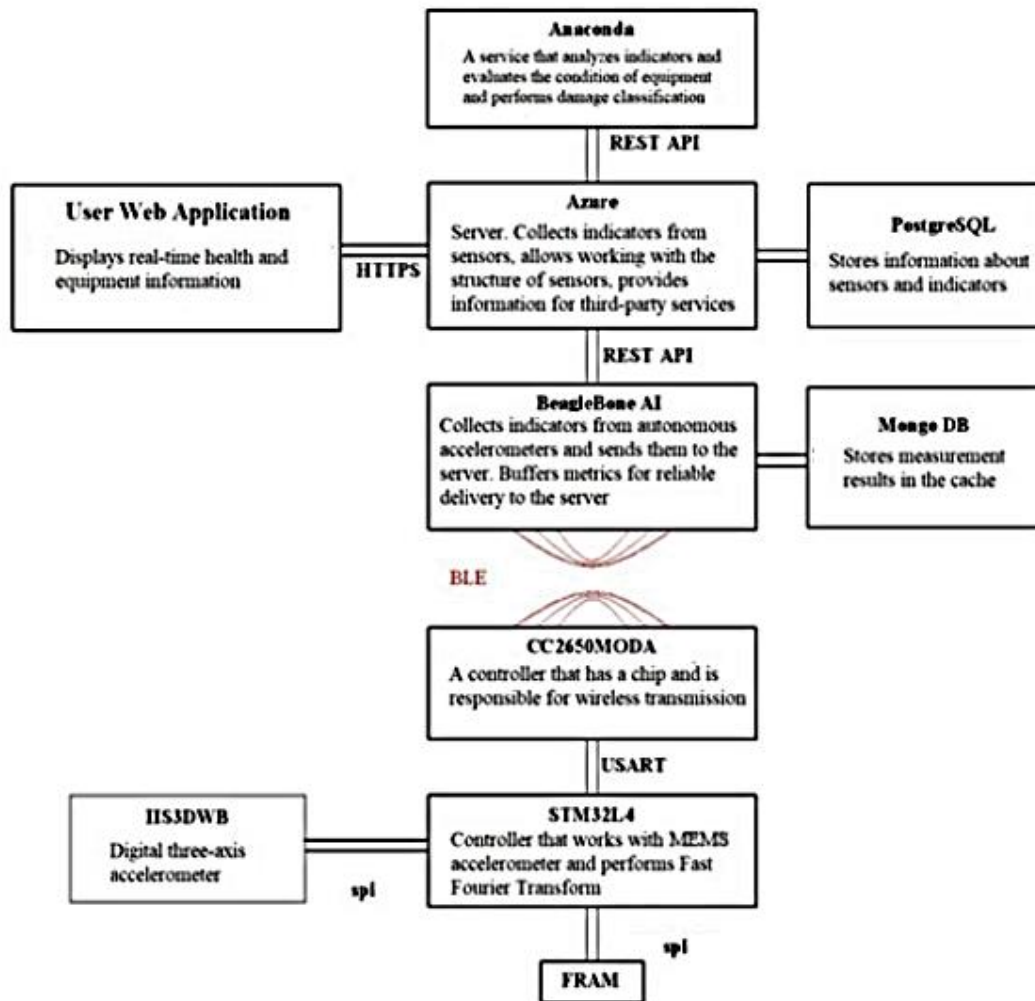 Anaconda
A service that analyzes indicators and
evaluates the condition of equipment
and performs damage classification
REST API
User Web Application
Displays real-time health and
equipment information
HTTPS
Azure
Server. Collects indicators from
sensors, allows working with the
structure of sensors, provides
information for third-party services
PostgreSQL
Stores information about
sensors and indicators
REST API
BeagleBone AI
Collects indicators from autonomous
accelerometers and sends them to the
server. Buffers metrics for reliable
delivery to the server
Mongo DB
Stores measurement
results in the cache
BLE
CC2650MODA
A controller that has a chip and is
responsible for wireless transmission
USART
IIS3DWB
Digital three-axis
accelerometer
spi
STM32L4
Controller that works with MEMS
accelerometer and performs Fast
Fourier Transform
spi
FRAM